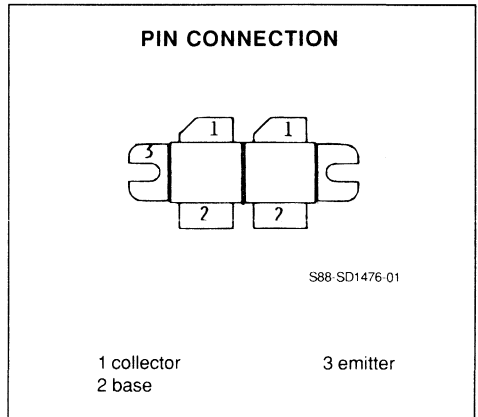 PIN CONNECTION
1 1
3
2 2
S88-SD1476-01
1 collector 3 emitter
2 base